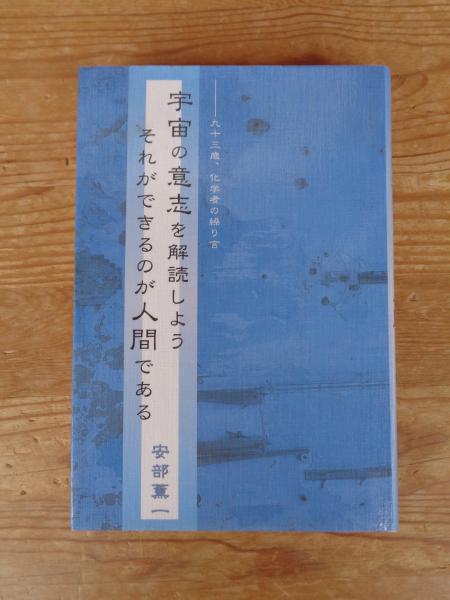 ——九十三歳、化学者の繰り言
宇宙の意志を解読しよう
それができるのが人間である
安部薫一